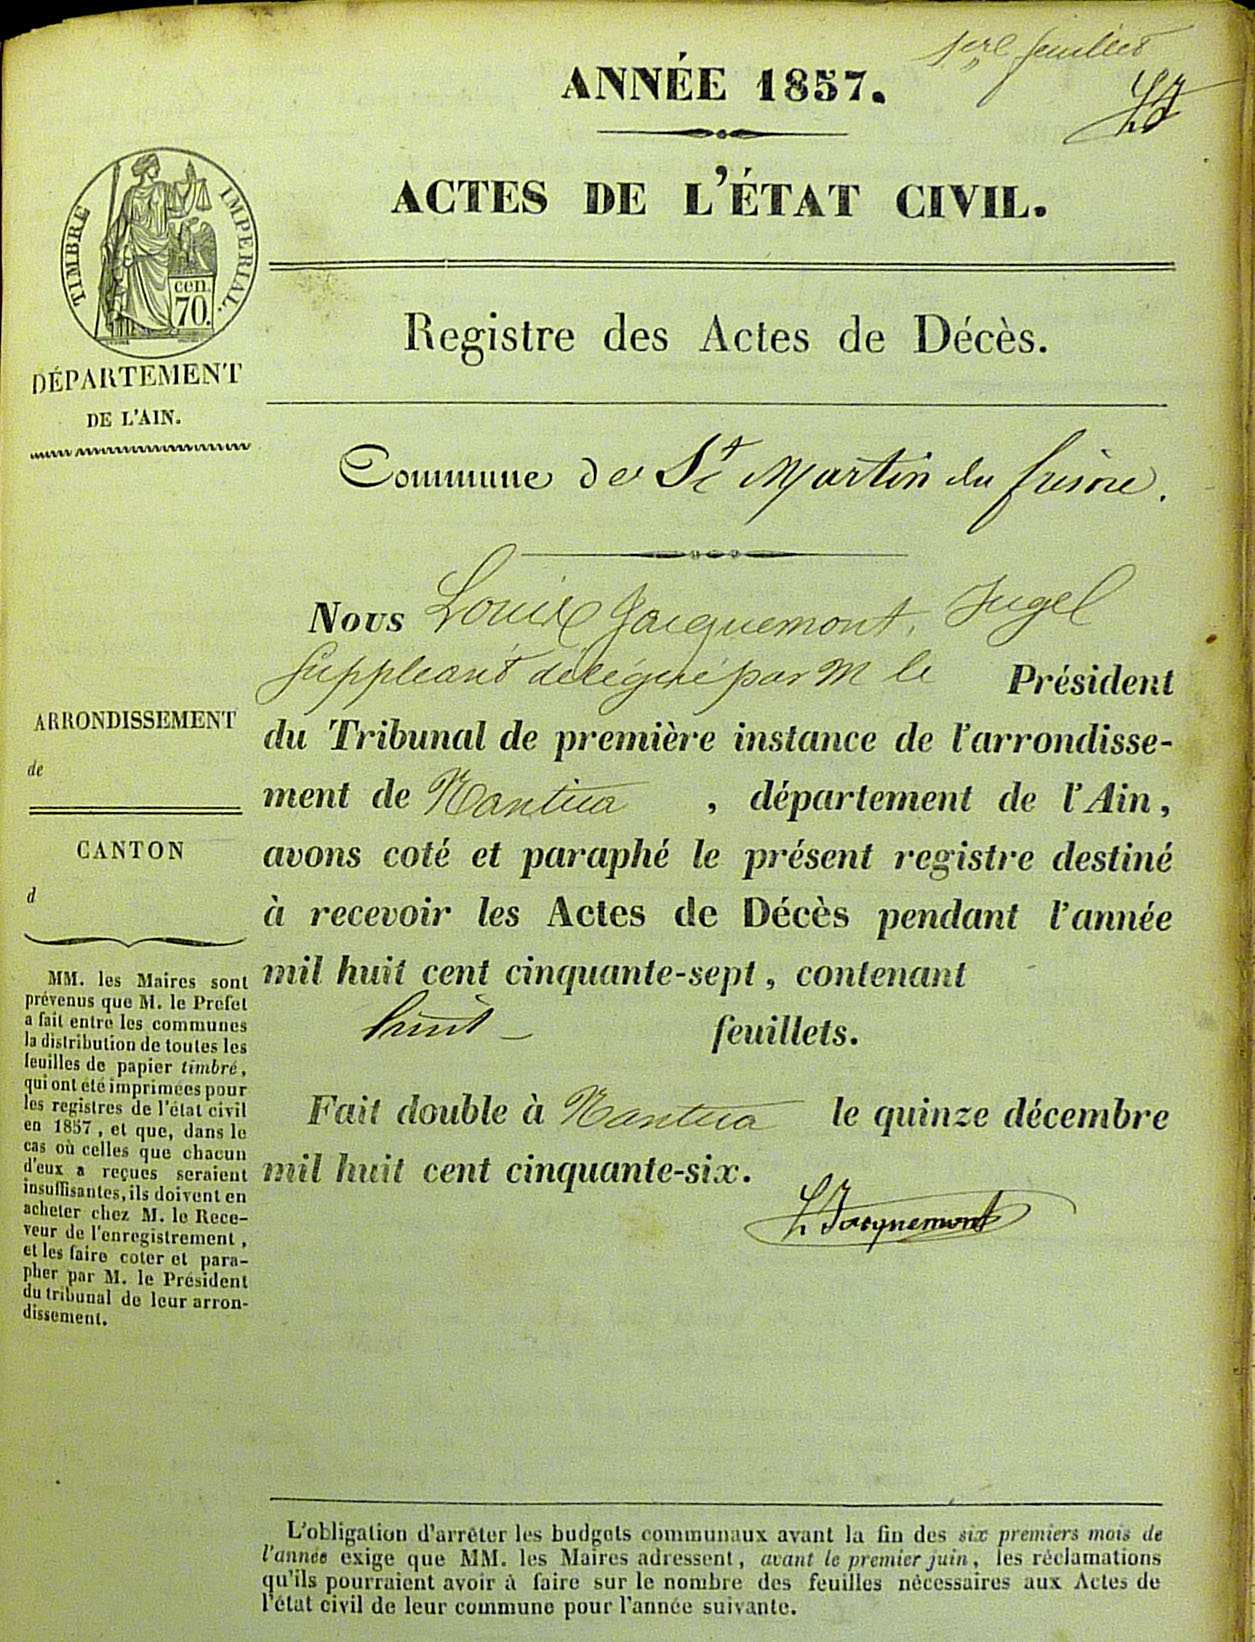 1er feuillet
ANNÉE 1857.
LJ
ACTES DE L'ÉTAT CIVIL.
TIMBRE IMPERIAL.
cen.
70.
DÉPARTEMENT
DE L'AIN.
Registre des Actes de Décès.
Commune de St Martin du fresne.
Nous Louis Jacquemont, Juge
Suppléant délégué par M le Président
du Tribunal de première instance de l'arrondisse-
ment de Nantua, département de l'Ain,
avons coté et paraphé le présent registre destiné
à recevoir les Actes de Décès pendant l'année
mil huit cent cinquante-sept, contenant
huit feuillets.
Fait double à Nantua le quinze décembre
mil huit cent cinquante-six.
L Jacquemont
ARRONDISSEMENT
de
CANTON
d
MM. les Maires sont
prévenus que M. le Préfet
a fait entre les communes
la distribution de toutes les
feuilles de papier timbré,
qui ont été imprimées pour
les registres de l'état civil
en 1857, et que, dans le
cas où celles que chacun
d'eux a reçues seraient
insuffisantes, ils doivent en
acheter chez M. le Rece-
veur de l'enregistrement,
et les faire coter et para-
pher par M. le Président
du tribunal de leur arron-
dissement.
L'obligation d'arrêter les budgets communaux avant la fin des six premiers mois de
l'année exige que MM. les Maires adressent, avant le premier juin, les réclamations
qu'ils pourraient avoir à faire sur le nombre des feuilles nécessaires aux Actes de
l'état civil de leur commune pour l'année suivante.